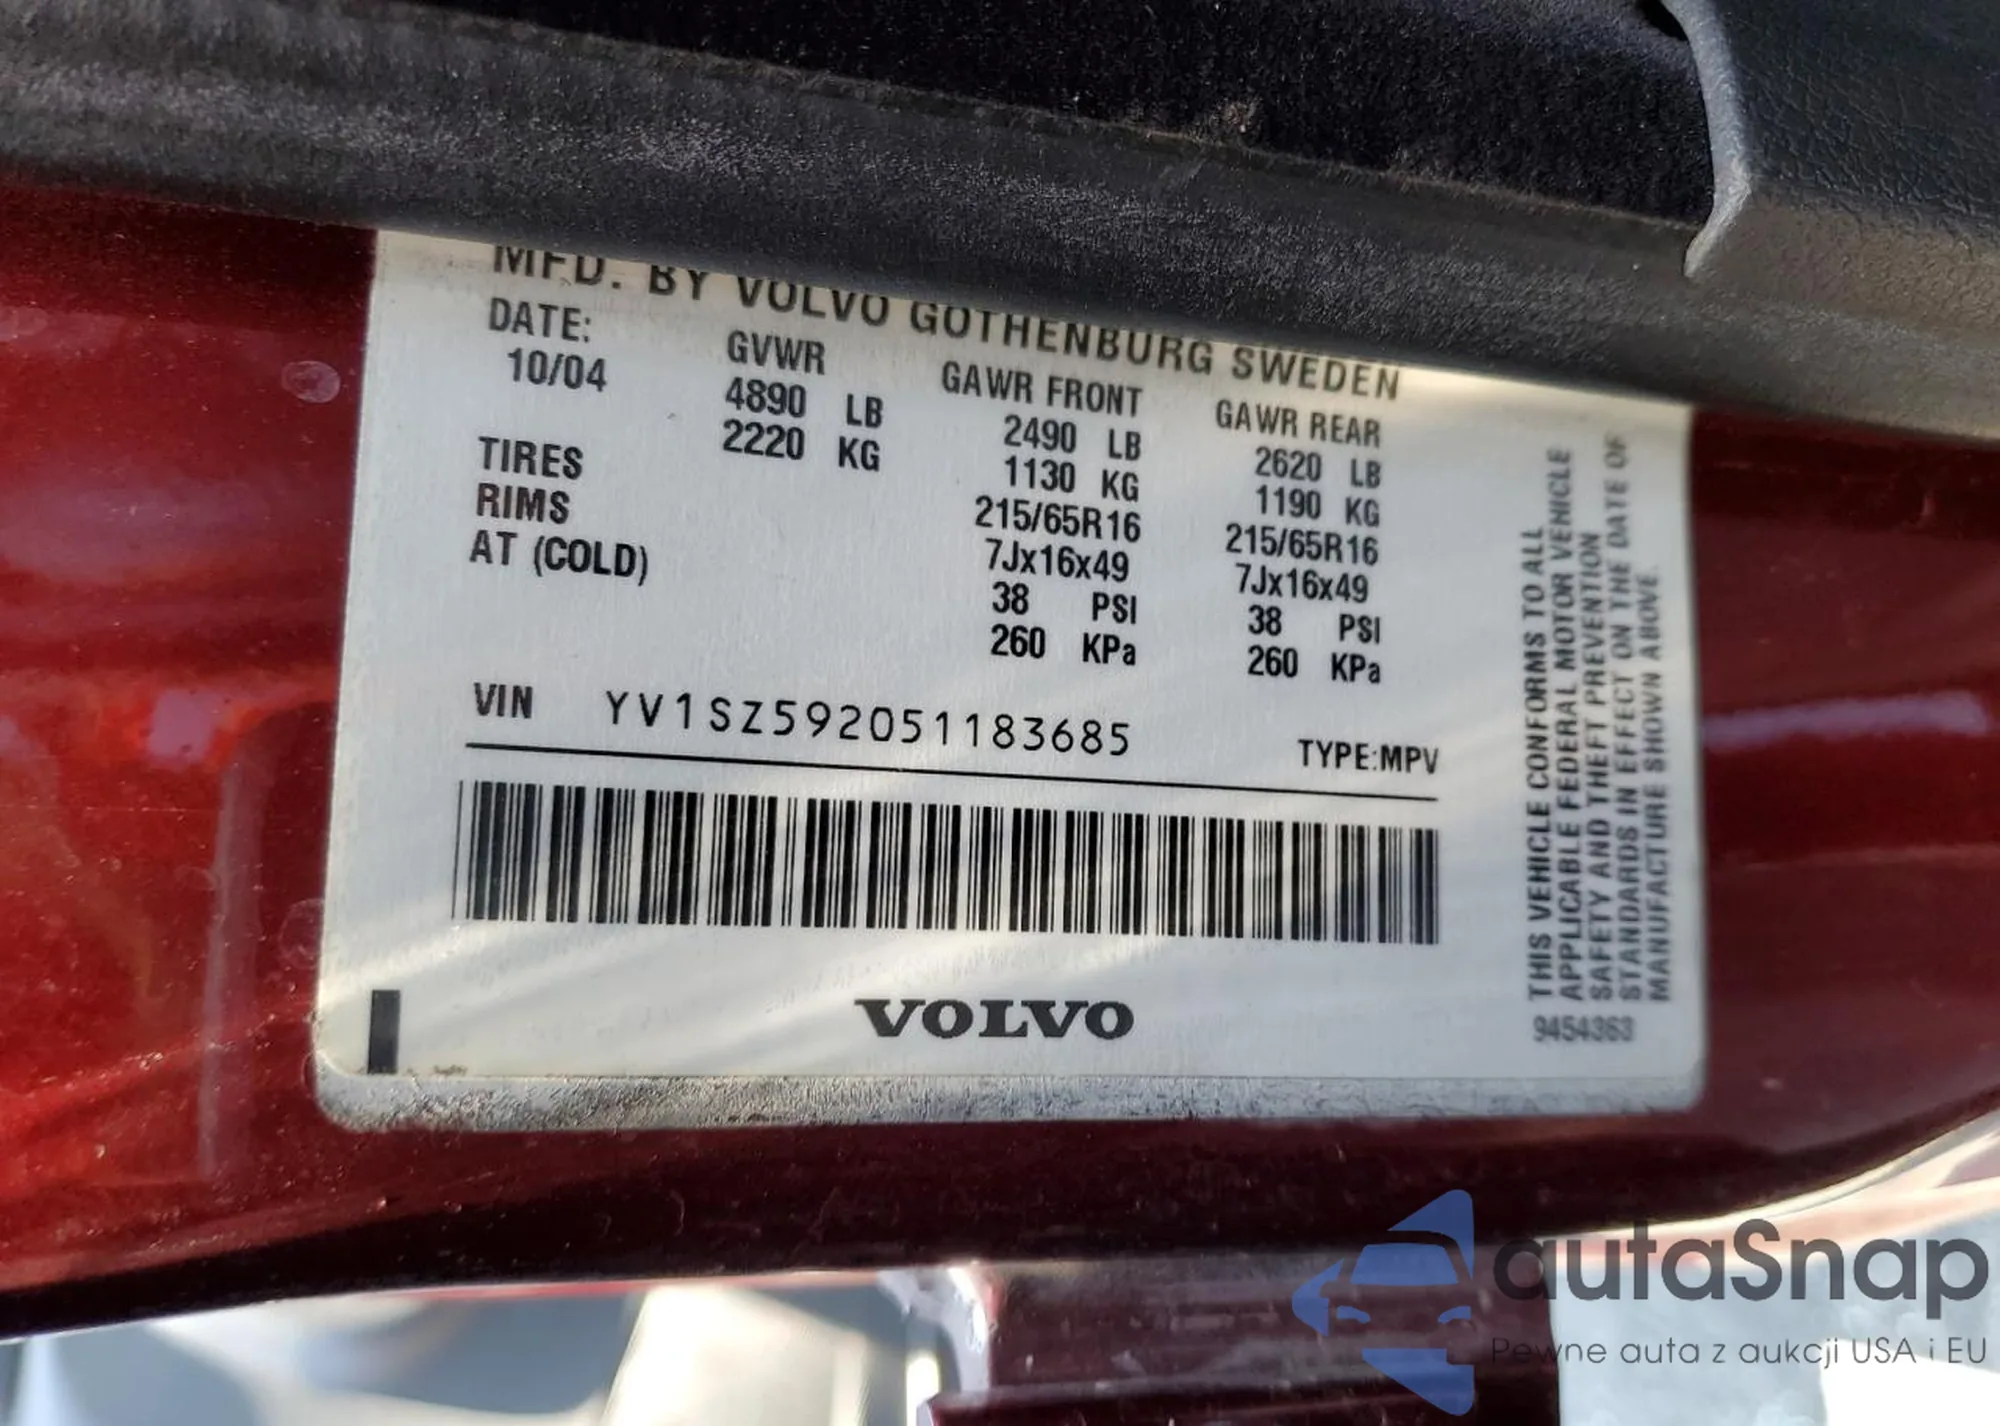 MFD. BY VOLVO GOTHENBURG SWEDEN
DATE: GVWR GAWR FRONT GAWR REAR
10/04 4890 LB 2490 LB 2620 LB
2220 KG 1130 KG 1190 KG
TIRES 215/65R16 215/65R16
RIMS 7Jx16x49 7Jx16x49
AT (COLD) 38 PSI 38 PSI
260 KPa 260 KPa
VIN YV1SZ592051183685 TYPE:MPV
VOLVO
THIS VEHICLE CONFORMS TO ALL
APPLICABLE FEDERAL MOTOR VEHICLE
SAFETY AND THEFT PREVENTION
STANDARDS IN EFFECT ON THE DATE OF
MANUFACTURE SHOWN ABOVE.
9454363
autaSnap
Pewne auta z aukcji USA i EU